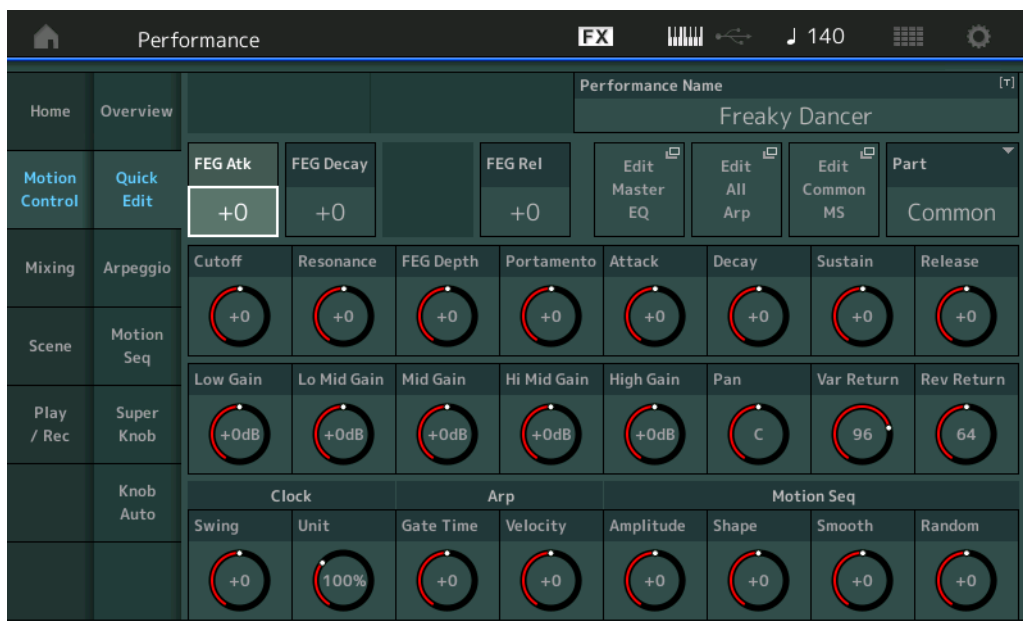 Performance FX 140
Performance Name [T]
Freaky Dancer
Home Overview
FEG Atk FEG Decay FEG Rel Edit Edit Edit Part
Motion Quick Master All Common
Control Edit EQ Arp MS
+0 +0 +0 Common
Mixing Arpeggio Cutoff Resonance FEG Depth Portamento Attack Decay Sustain Release
+0 +0 +0 +0 +0 +0 +0 +0
Scene Motion
Seq
Low Gain Lo Mid Gain Mid Gain Hi Mid Gain High Gain Pan Var Return Rev Return
Play Super
/ Rec Knob
+0dB +0dB +0dB +0dB +0dB C 96 64
Knob
Auto
Clock Arp Motion Seq
Swing Unit Gate Time Velocity Amplitude Shape Smooth Random
+0 100% +0 +0 +0 +0 +0 +0